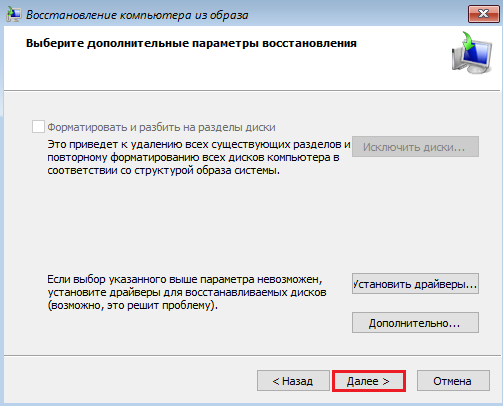 Восстановление компьютера из образа
Выберите дополнительные параметры восстановления
Форматировать и разбить на разделы диски
Это приведет к удалению всех существующих разделов и
повторному форматированию всех дисков компьютера в
соответствии со структурой образа системы.
Исключить диски...
Если выбор указанного выше параметра невозможен,
установите драйверы для восстанавливаемых дисков
(возможно, это решит проблему).
Установить драйверы...
Дополнительно...
< Назад
Далее >
Отмена